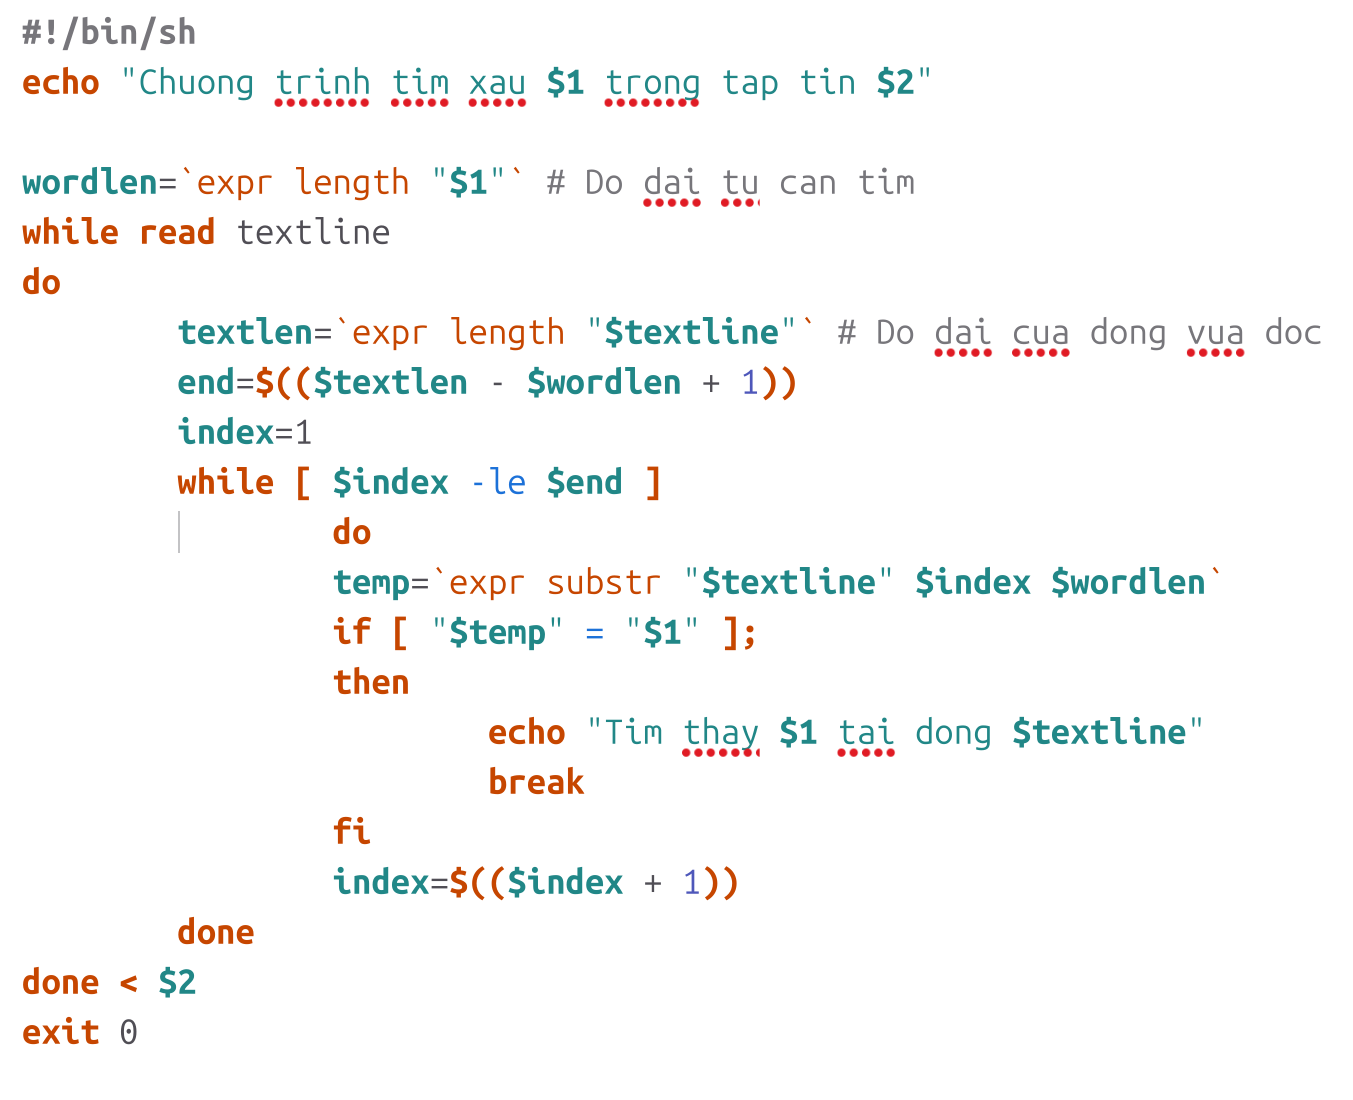 #!/bin/sh
echo "Chuong trinh tim xau $1 trong tap tin $2"

wordlen=`expr length "$1"` # Do dai tu can tim
while read textline
do
        textlen=`expr length "$textline"` # Do dai cua dong vua doc
        end=$(($textlen - $wordlen + 1))
        index=1
        while [ $index -le $end ]
                do
                temp=`expr substr "$textline" $index $wordlen`
                if [ "$temp" = "$1" ];
                then
                        echo "Tim thay $1 tai dong $textline"
                        break
                fi
                index=$(($index + 1))
        done
done < $2
exit 0